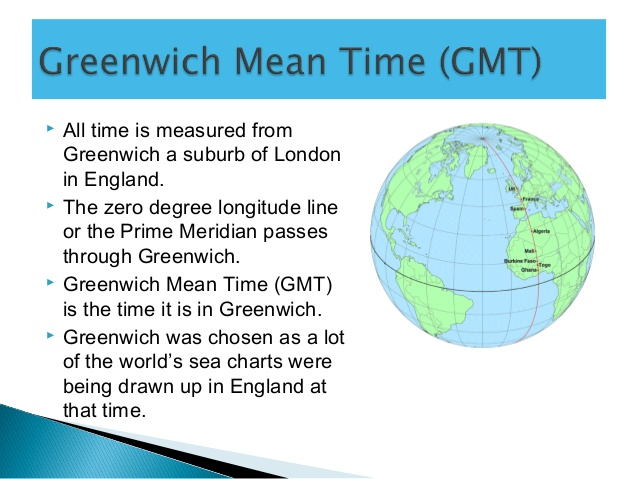 Greenwich Mean Time (GMT)
All time is measured from
Greenwich a suburb of London
in England.
The zero degree longitude line
or the Prime Meridian passes
through Greenwich.
Greenwich Mean Time (GMT)
is the time it is in Greenwich.
Greenwich was chosen as a lot
of the world's sea charts were
being drawn up in England at
that time.
UK
France
Spain
Algeria
Mali
Burkina Faso
Togo
Ghana